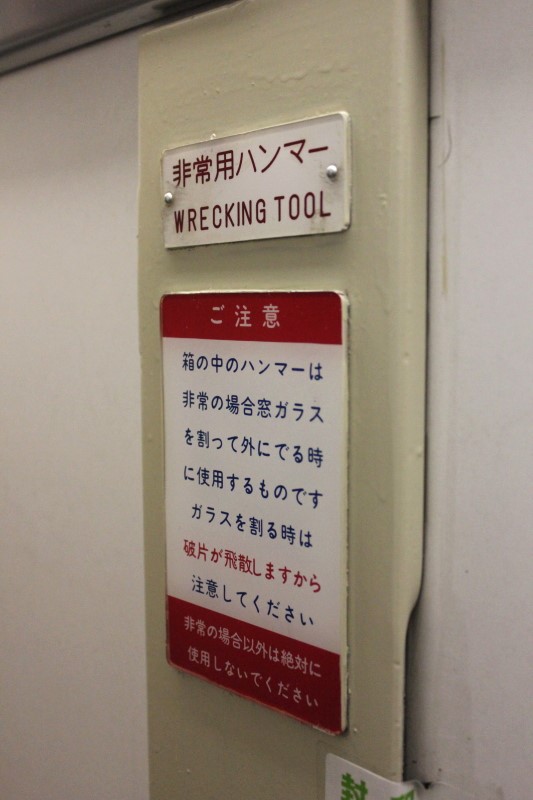 非常用ハンマー
WRECKING TOOL
ご注意
箱の中のハンマーは
非常の場合窓ガラス
を割って外にでる時
に使用するものです
ガラスを割る時は
破片が飛散しますから
注意してください
非常の場合以外は絶対に
使用しないでください
封